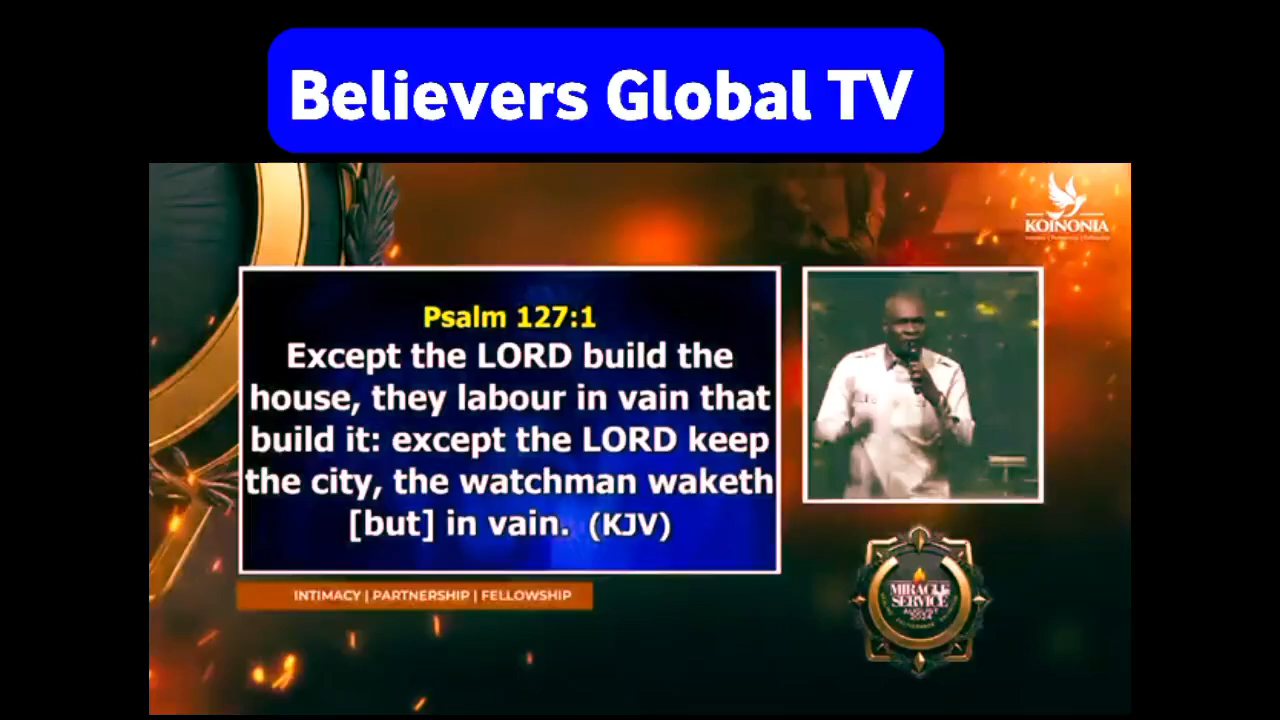 Believers Global TV
KOINONIA
Psalm 127:1
Except the LORD build the
house, they labour in vain that
build it: except the LORD keep
the city, the watchman waketh
[but] in vain. (KJV)
INTIMACY | PARTNERSHIP | FELLOWSHIP
MIRACLE
SERVICE
AUGUST
2024